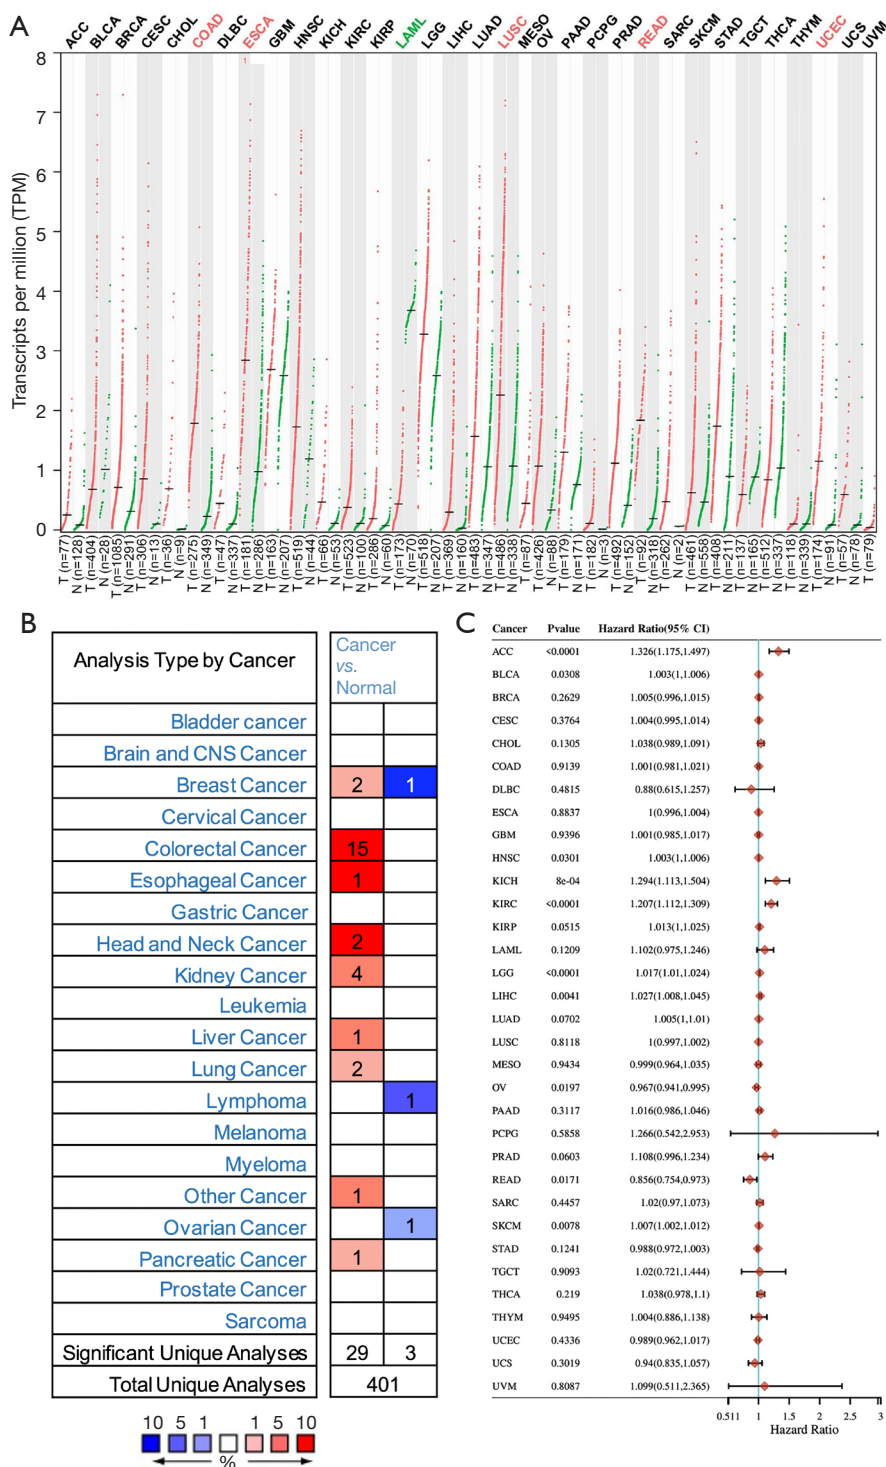 A
ACC BLCA BRCA CESC CHOL COAD DLBC ESCA GBM HNSC KICH KIRC KIRP LAML LGG LIHC LUAD LUSC MESO OV PAAD PCPG PRAD READ SARC SKCM STAD TGCT THCA THYM UCEC UCS UVM
Transcripts per million (TPM)
8
7
6
5
4
3
2
1
0
T (n=77) N (n=128) T (n=404) N (n=28) T (n=1085) N (n=291) T (n=306) N (n=3) T (n=36) N (n=9) T (n=275) N (n=349) T (n=47) N (n=337) T (n=181) N (n=286) T (n=163) N (n=207) T (n=519) N (n=44) T (n=66) N (n=53) T (n=523) N (n=100) T (n=286) N (n=60) T (n=173) N (n=70) T (n=518) N (n=207) T (n=369) N (n=160) T (n=483) N (n=347) T (n=486) N (n=338) T (n=87) T (n=426) N (n=88) T (n=179) N (n=171) T (n=182) N (n=3) T (n=492) N (n=152) T (n=92) N (n=318) T (n=262) N (n=2) T (n=461) N (n=558) T (n=408) N (n=211) T (n=137) N (n=165) T (n=512) N (n=337) T (n=118) N (n=339) T (n=174) N (n=91) T (n=57) N (n=78) T (n=79)
B
Analysis Type by Cancer
Cancer
vs.
Normal
Bladder cancer
Brain and CNS Cancer
Breast Cancer 2 1
Cervical Cancer
Colorectal Cancer 15
Esophageal Cancer 1
Gastric Cancer
Head and Neck Cancer 2
Kidney Cancer 4
Leukemia
Liver Cancer 1
Lung Cancer 2
Lymphoma 1
Melanoma
Myeloma
Other Cancer 1
Ovarian Cancer 1
Pancreatic Cancer 1
Prostate Cancer
Sarcoma
Significant Unique Analyses 29 3
Total Unique Analyses 401
10 5 1 1 5 10
%
C
Cancer Pvalue Hazard Ratio(95% CI)
ACC <0.0001 1.326(1.175,1.497)
BLCA 0.0308 1.003(1,1.006)
BRCA 0.2629 1.005(0.996,1.015)
CESC 0.3764 1.004(0.995,1.014)
CHOL 0.1305 1.038(0.989,1.091)
COAD 0.9139 1.001(0.981,1.021)
DLBC 0.4815 0.88(0.615,1.257)
ESCA 0.8837 1(0.996,1.004)
GBM 0.9396 1.001(0.985,1.017)
HNSC 0.0301 1.003(1,1.006)
KICH 8e-04 1.294(1.113,1.504)
KIRC <0.0001 1.207(1.112,1.309)
KIRP 0.0515 1.013(1,1.025)
LAML 0.1209 1.102(0.975,1.246)
LGG <0.0001 1.017(1.01,1.024)
LIHC 0.0041 1.027(1.008,1.045)
LUAD 0.0702 1.005(1,1.01)
LUSC 0.8118 1(0.997,1.002)
MESO 0.9434 0.999(0.964,1.035)
OV 0.0197 0.967(0.941,0.995)
PAAD 0.3117 1.016(0.986,1.046)
PCPG 0.5858 1.266(0.542,2.953)
PRAD 0.0603 1.108(0.996,1.234)
READ 0.0171 0.856(0.754,0.973)
SARC 0.4457 1.02(0.97,1.073)
SKCM 0.0078 1.007(1.002,1.012)
STAD 0.1241 0.988(0.972,1.003)
TGCT 0.9093 1.02(0.721,1.444)
THCA 0.219 1.038(0.978,1.1)
THYM 0.9495 1.004(0.886,1.138)
UCEC 0.4336 0.989(0.962,1.017)
UCS 0.3019 0.94(0.835,1.057)
UVM 0.8087 1.099(0.511,2.365)
0.511 1 1.5 2 2.5 3
Hazard Ratio